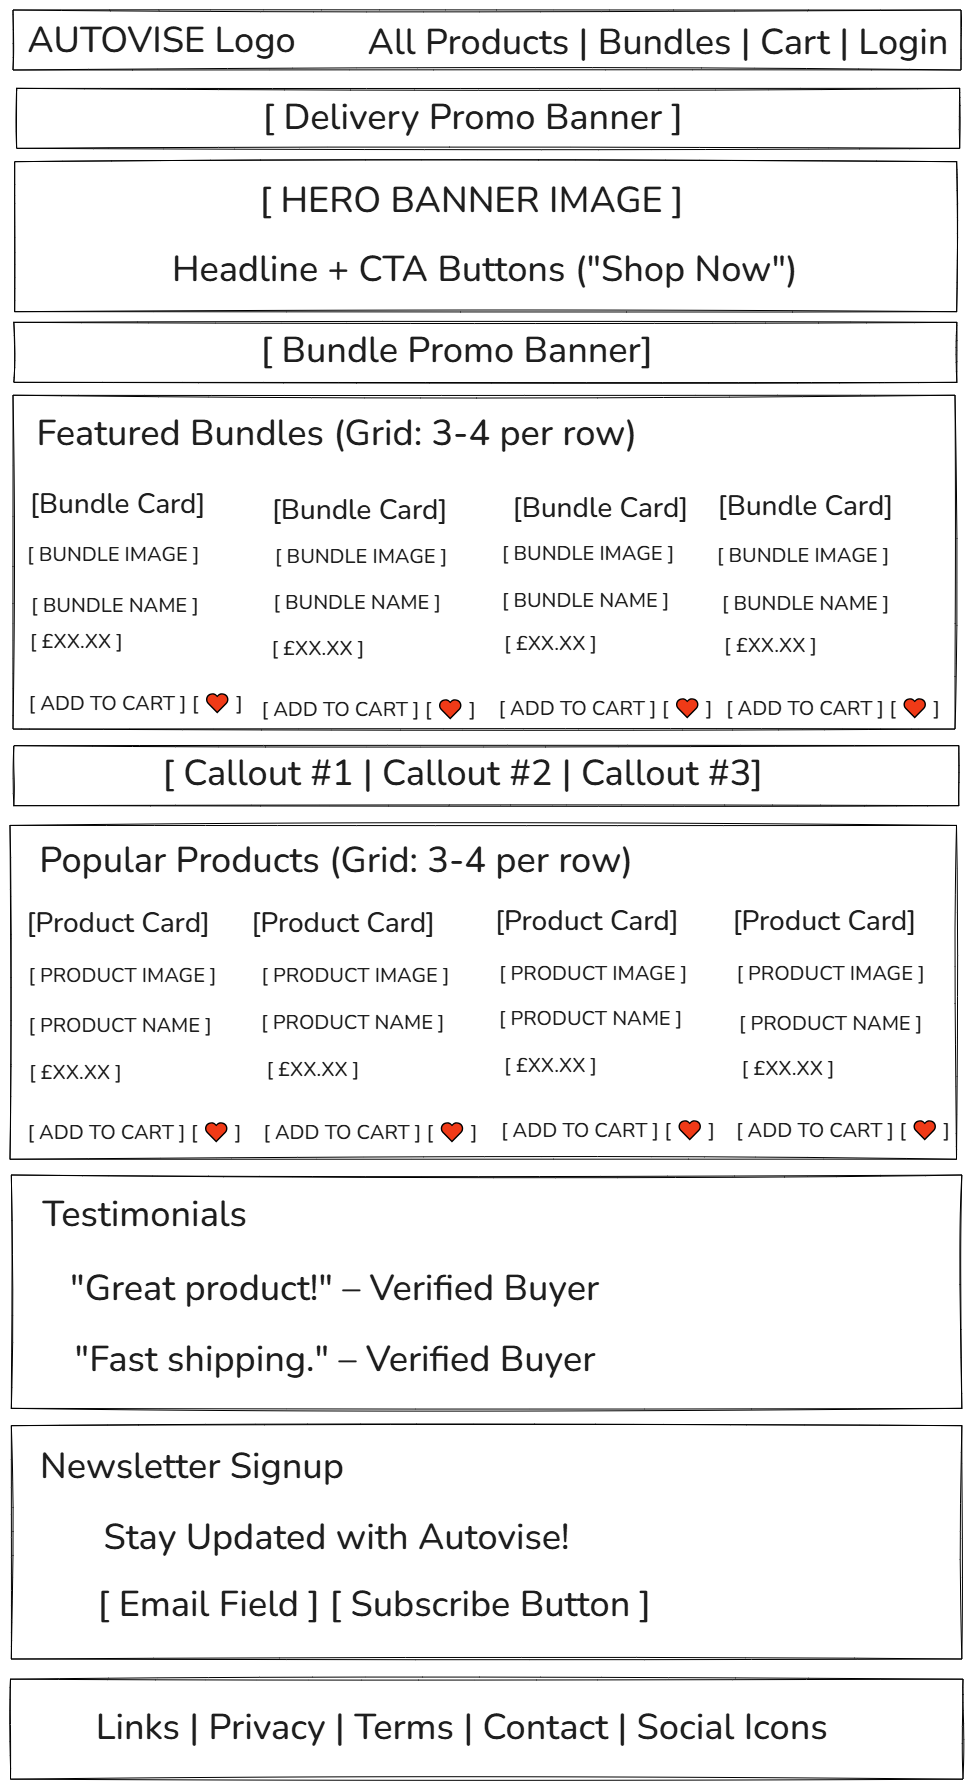 AUTOVISE Logo All Products | Bundles | Cart | Login
[ Delivery Promo Banner ]
[ HERO BANNER IMAGE ]
Headline + CTA Buttons ("Shop Now")
[ Bundle Promo Banner]
Featured Bundles (Grid: 3-4 per row)
[Bundle Card] [Bundle Card] [Bundle Card] [Bundle Card]
[ BUNDLE IMAGE ] [ BUNDLE IMAGE ] [ BUNDLE IMAGE ] [ BUNDLE IMAGE ]
[ BUNDLE NAME ] [ BUNDLE NAME ] [ BUNDLE NAME ] [ BUNDLE NAME ]
[ £XX.XX ] [ £XX.XX ] [ £XX.XX ] [ £XX.XX ]
[ ADD TO CART ] [ ❤️ ] [ ADD TO CART ] [ ❤️ ] [ ADD TO CART ] [ ❤️ ] [ ADD TO CART ] [ ❤️ ]
[ Callout #1 | Callout #2 | Callout #3]
Popular Products (Grid: 3-4 per row)
[Product Card] [Product Card] [Product Card] [Product Card]
[ PRODUCT IMAGE ] [ PRODUCT IMAGE ] [ PRODUCT IMAGE ] [ PRODUCT IMAGE ]
[ PRODUCT NAME ] [ PRODUCT NAME ] [ PRODUCT NAME ] [ PRODUCT NAME ]
[ £XX.XX ] [ £XX.XX ] [ £XX.XX ] [ £XX.XX ]
[ ADD TO CART ] [ ❤️ ] [ ADD TO CART ] [ ❤️ ] [ ADD TO CART ] [ ❤️ ] [ ADD TO CART ] [ ❤️ ]
Testimonials
"Great product!" – Verified Buyer
"Fast shipping." – Verified Buyer
Newsletter Signup
Stay Updated with Autovise!
[ Email Field ] [ Subscribe Button ]
Links | Privacy | Terms | Contact | Social Icons